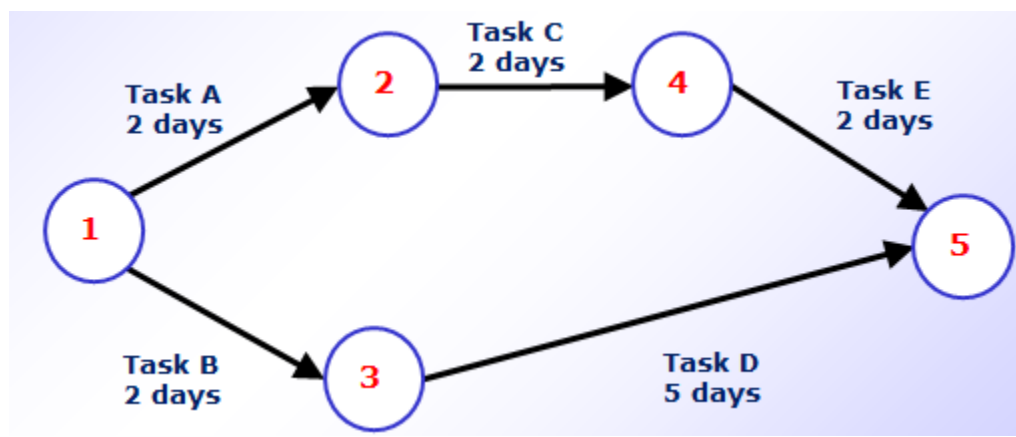 Task C
2 days
Task A
2 days
2
4
Task E
2 days
1
5
Task B
2 days
3
Task D
5 days